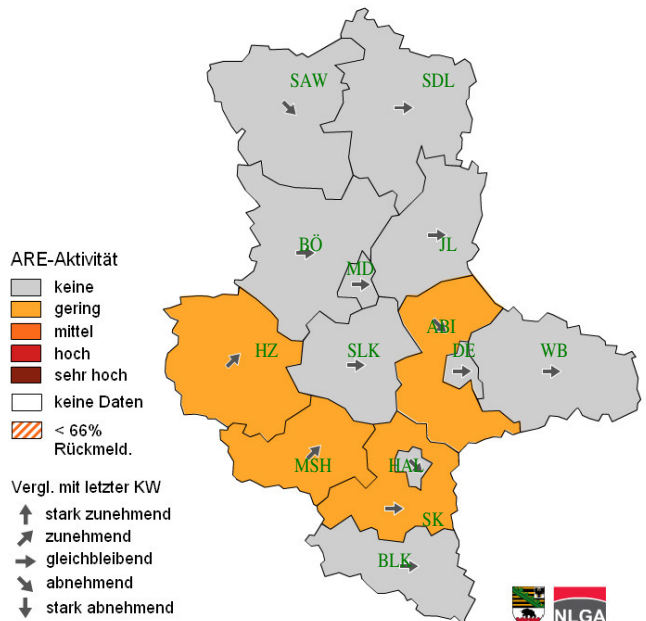 SAW
SDL
BÖ
JL
MD
ABI
HZ
SLK
DE
WB
MSH
HAL
SK
BLK
ARE-Aktivität
keine
gering
mittel
hoch
sehr hoch
keine Daten
< 66%
Rückmeld.
Vergl. mit letzter KW
stark zunehmend
zunehmend
gleichbleibend
abnehmend
stark abnehmend
NLGA